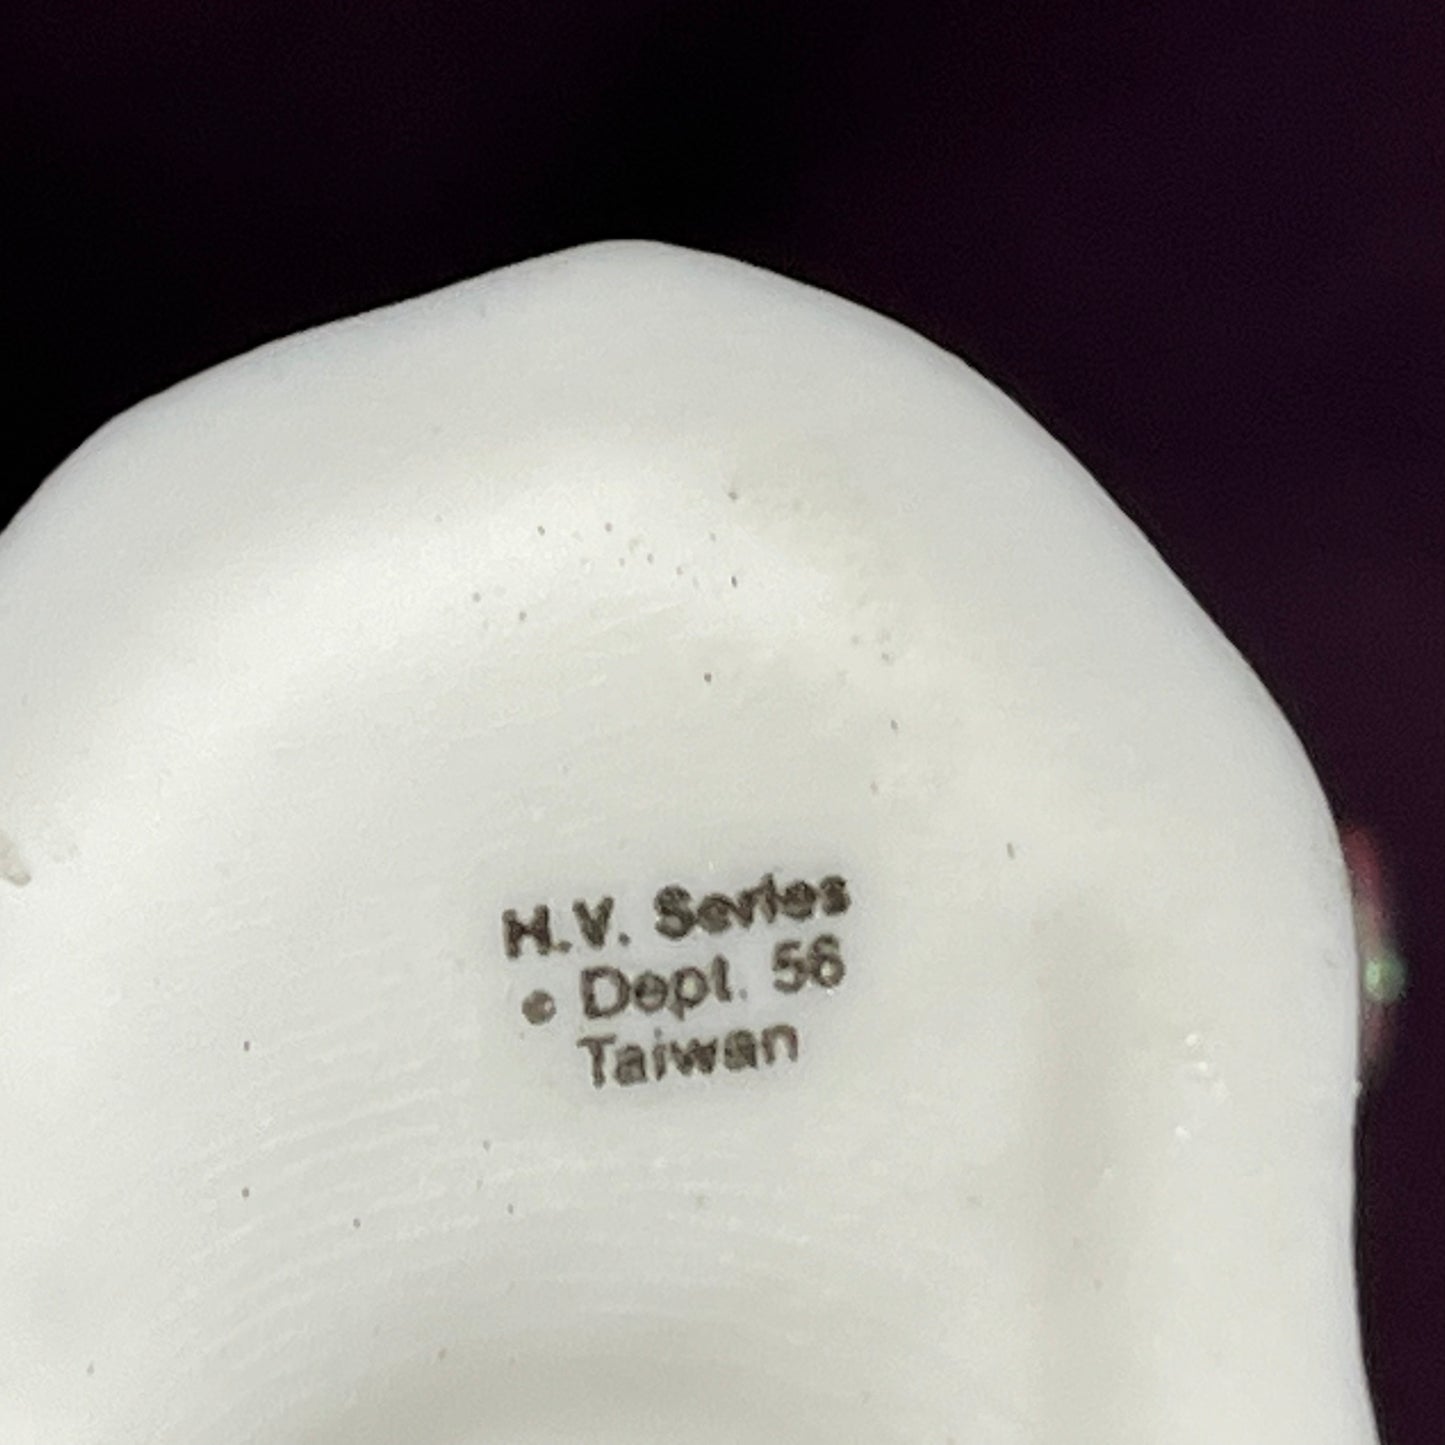 H.V. Series
© Dept. 56
Taiwan